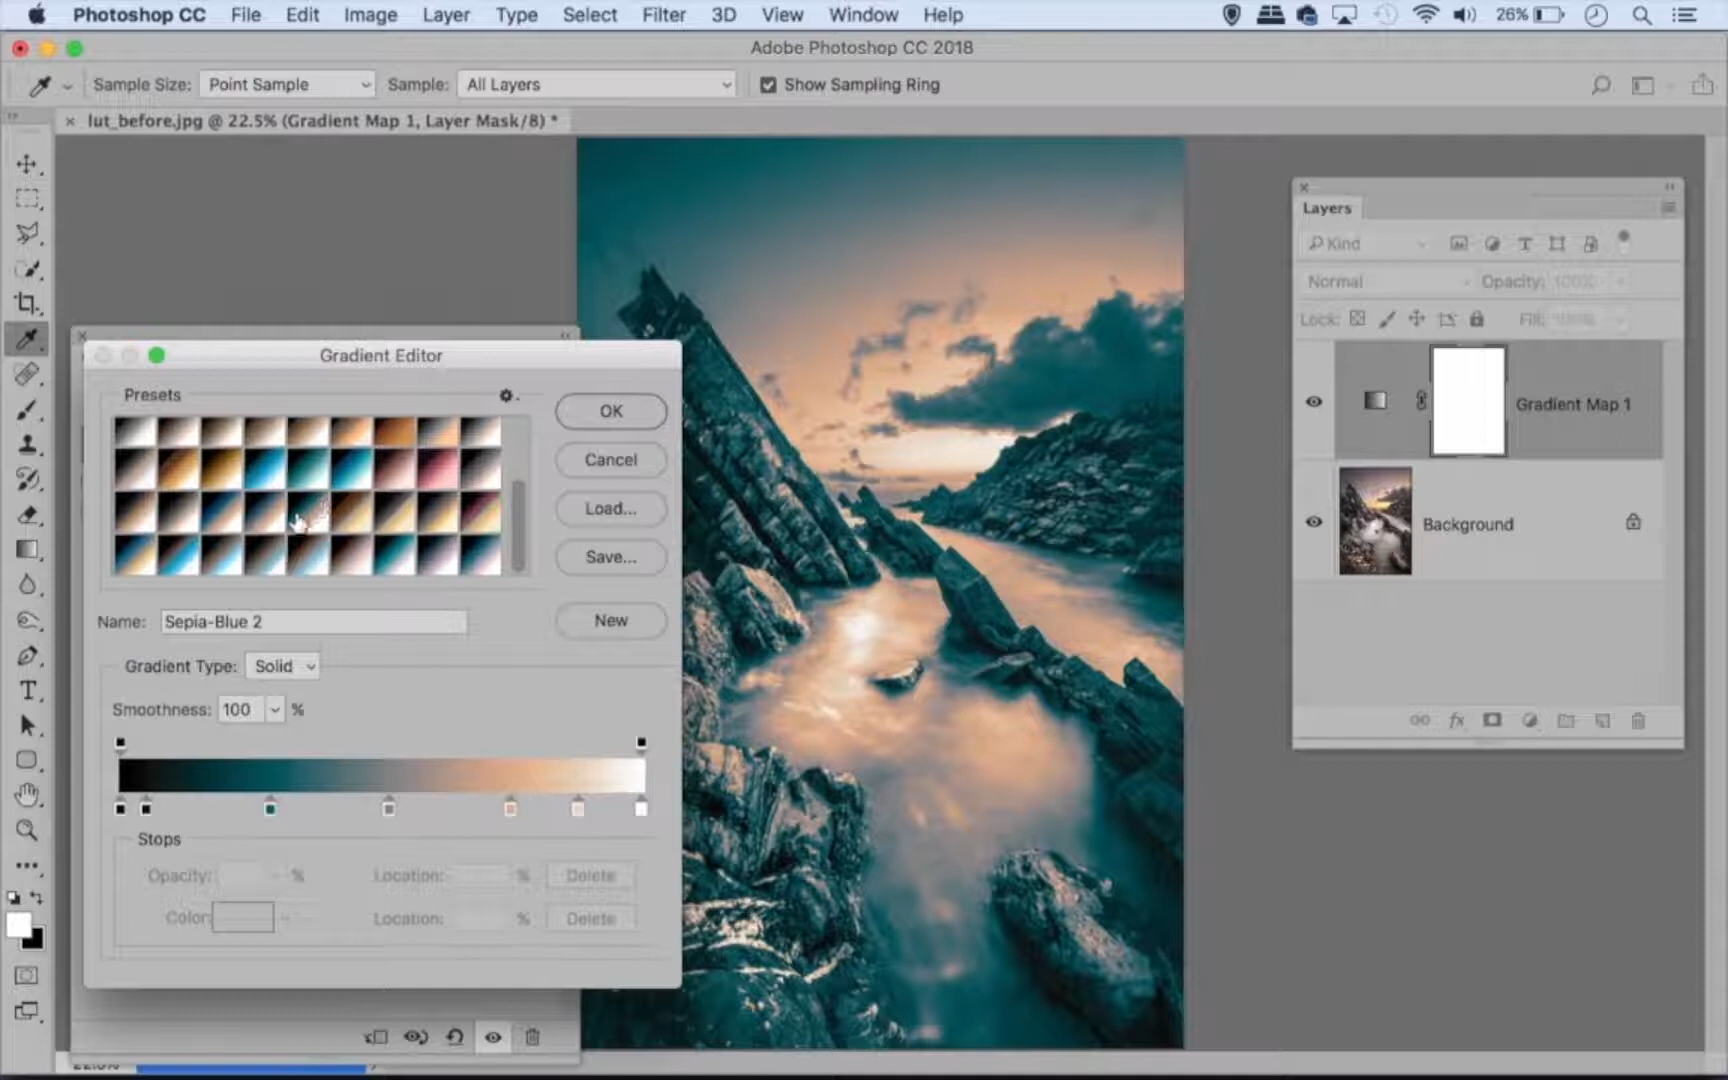 Photoshop CC File Edit Image Layer Type Select Filter 3D View Window Help 26%
Adobe Photoshop CC 2018
Sample Size: Point Sample Sample: All Layers Show Sampling Ring
lut_before.jpg @ 22.5% (Gradient Map 1, Layer Mask/8) *
Layers
Kind
Normal Opacity: 100%
Lock: Fill: 100%
Gradient Map 1
Background
Gradient Editor
Presets
OK
Cancel
Load...
Save...
Name: Sepia-Blue 2
New
Gradient Type: Solid
Smoothness: 100 %
Stops
Opacity: % Location: % Delete
Color: Location: % Delete